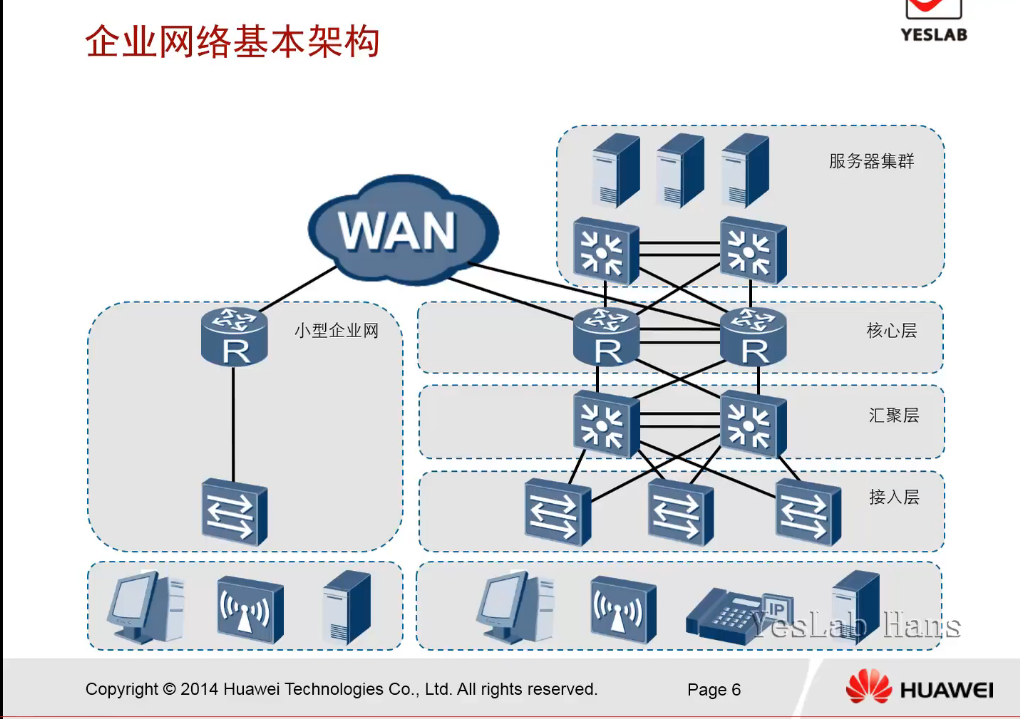 企业网络基本架构
YESLAB
服务器集群
WAN
小型企业网
R
R
R
核心层
汇聚层
接入层
IP
YesLab Hans
Copyright © 2014 Huawei Technologies Co., Ltd. All rights reserved.
Page 6
HUAWEI